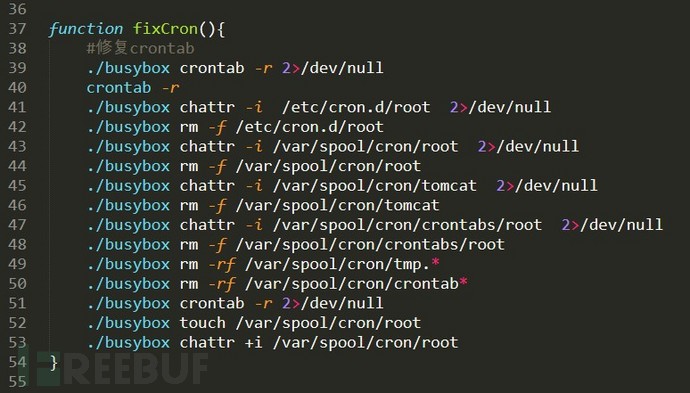 36
37 function fixCron(){
38 #修复crontab
39 ./busybox crontab -r 2>/dev/null
40 crontab -r
41 ./busybox chattr -i  /etc/cron.d/root  2>/dev/null
42 ./busybox rm -f /etc/cron.d/root
43 ./busybox chattr -i /var/spool/cron/root  2>/dev/null
44 ./busybox rm -f /var/spool/cron/root
45 ./busybox chattr -i /var/spool/cron/tomcat  2>/dev/null
46 ./busybox rm -f /var/spool/cron/tomcat
47 ./busybox chattr -i /var/spool/cron/crontabs/root  2>/dev/null
48 ./busybox rm -f /var/spool/cron/crontabs/root
49 ./busybox rm -rf /var/spool/cron/tmp.*
50 ./busybox rm -rf /var/spool/cron/crontab*
51 ./busybox crontab -r 2>/dev/null
52 ./busybox touch /var/spool/cron/root
53 ./busybox chattr +i /var/spool/cron/root
54 }
55
FREEBUF